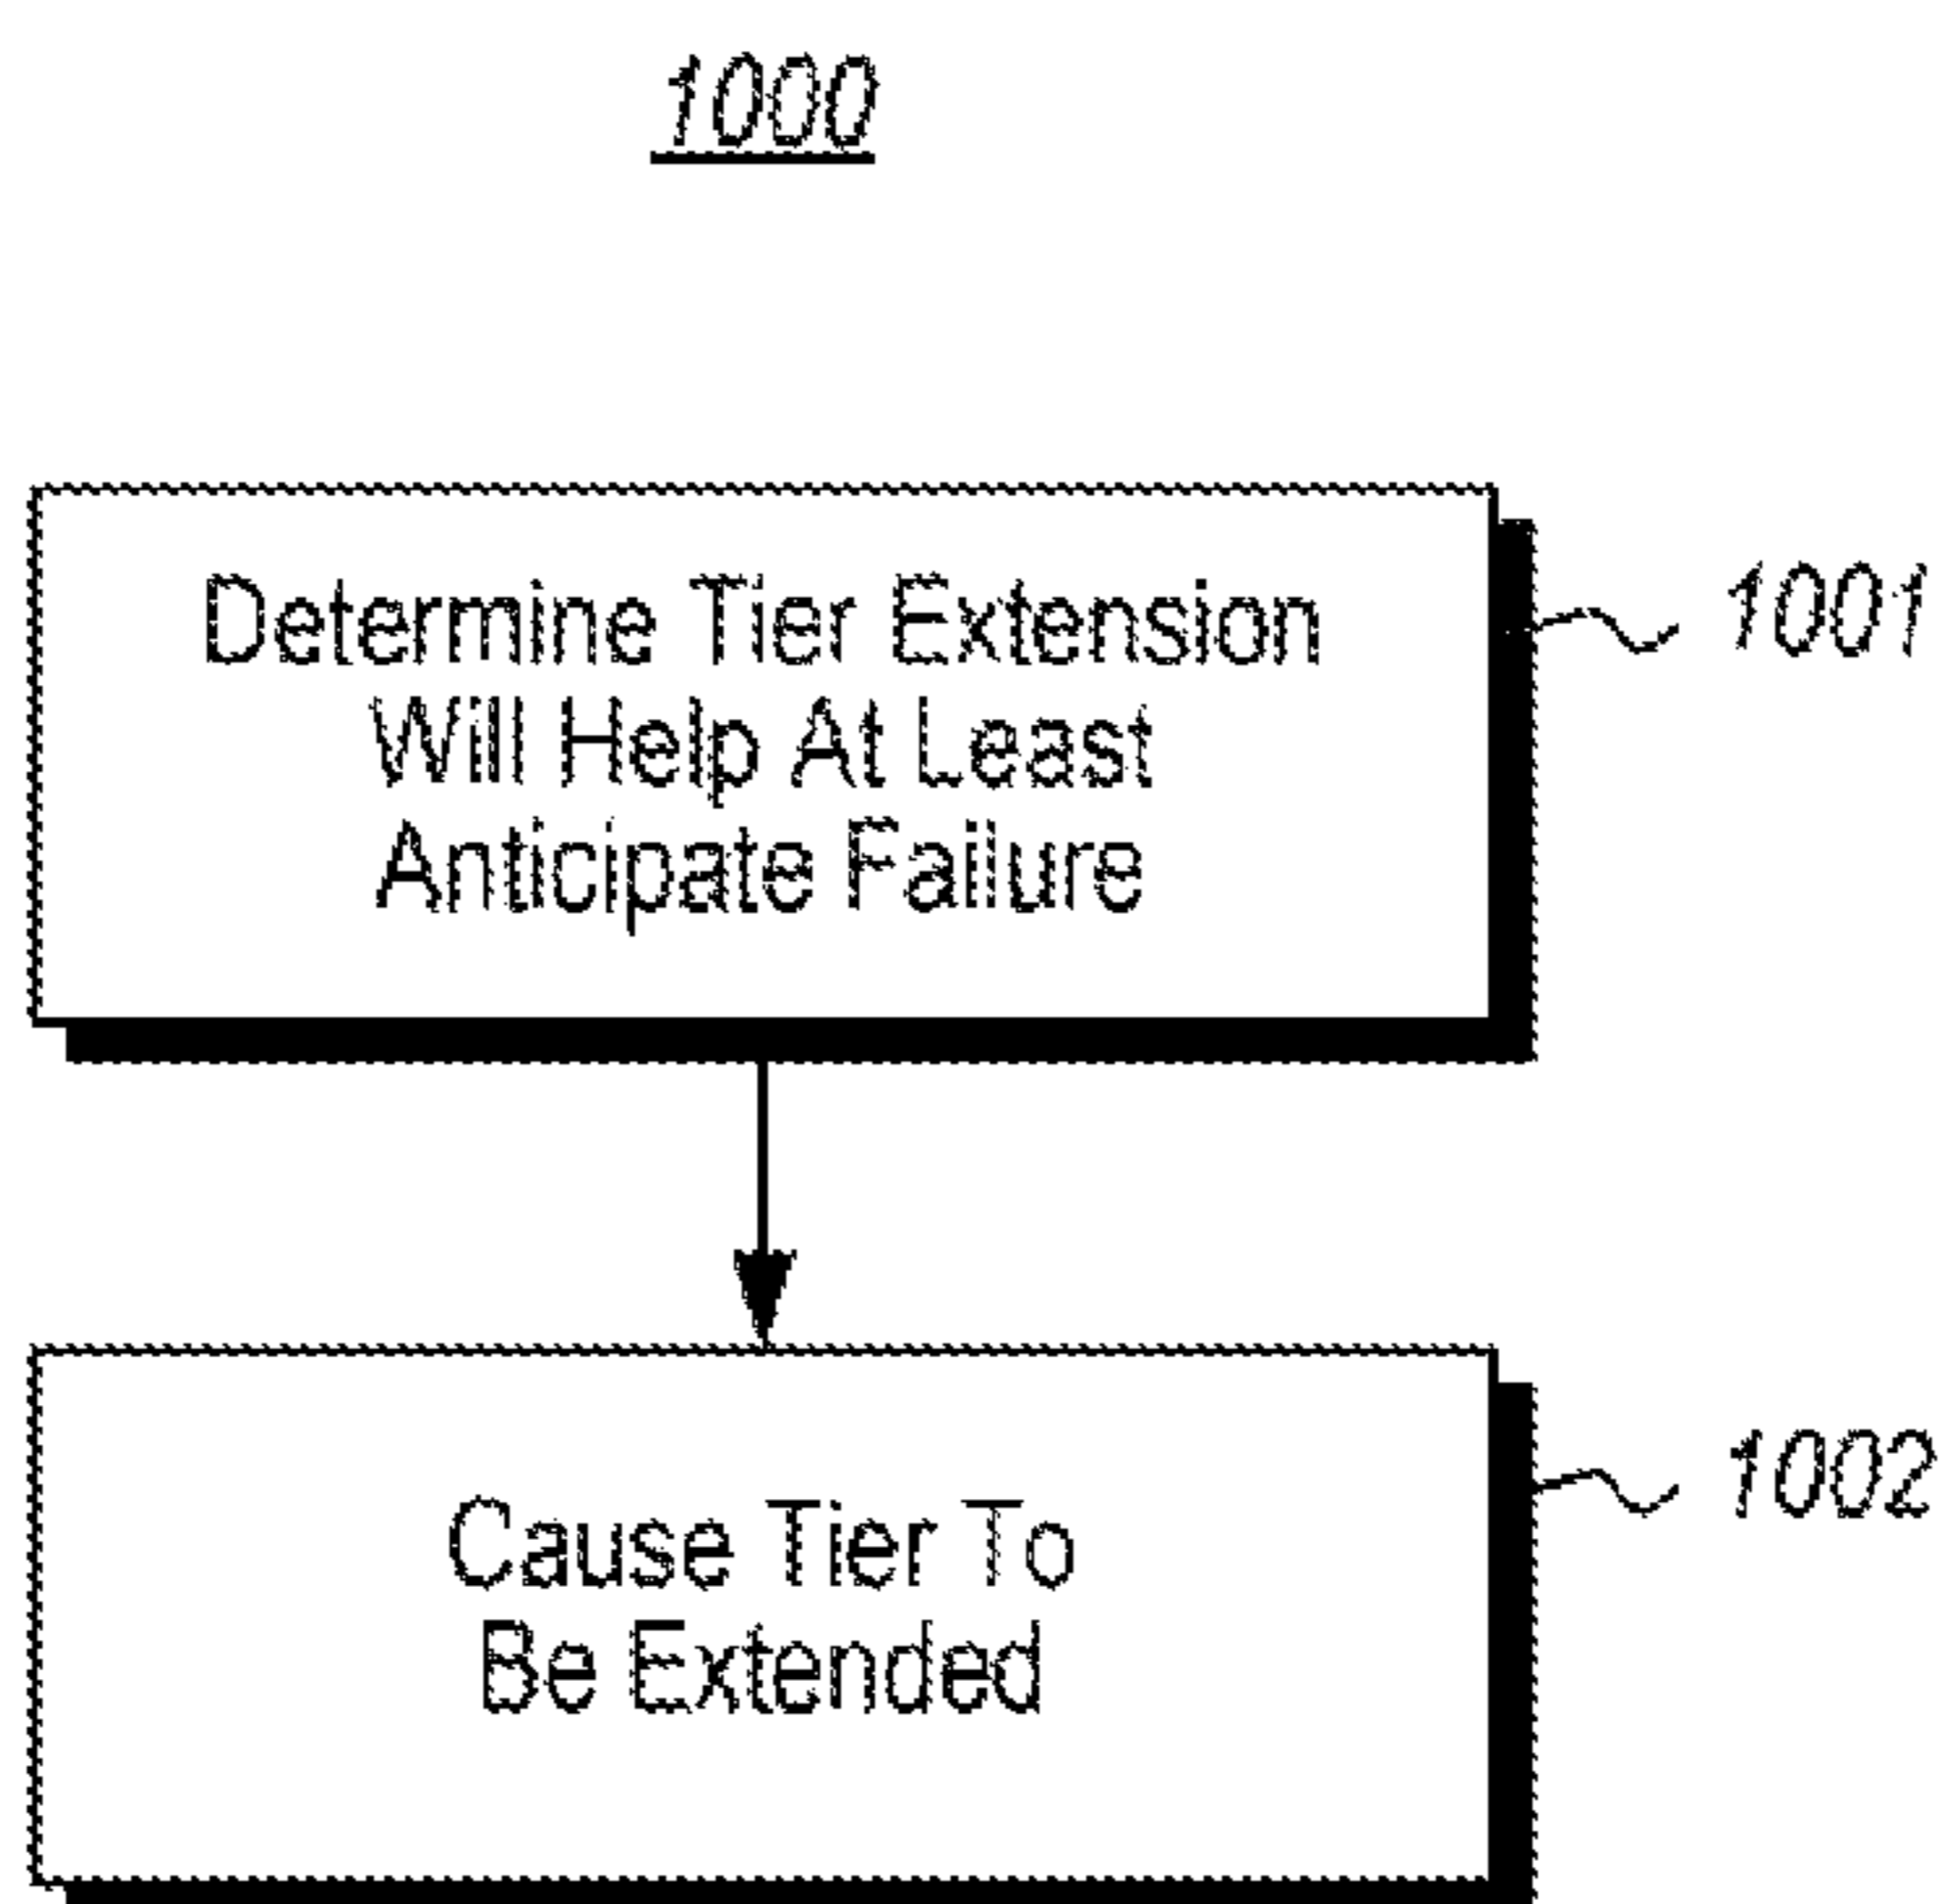 1000
Determine Tier Extension
Will Help At Least
Anticipate Failure
1001
Cause Tier To
Be Extended
1002